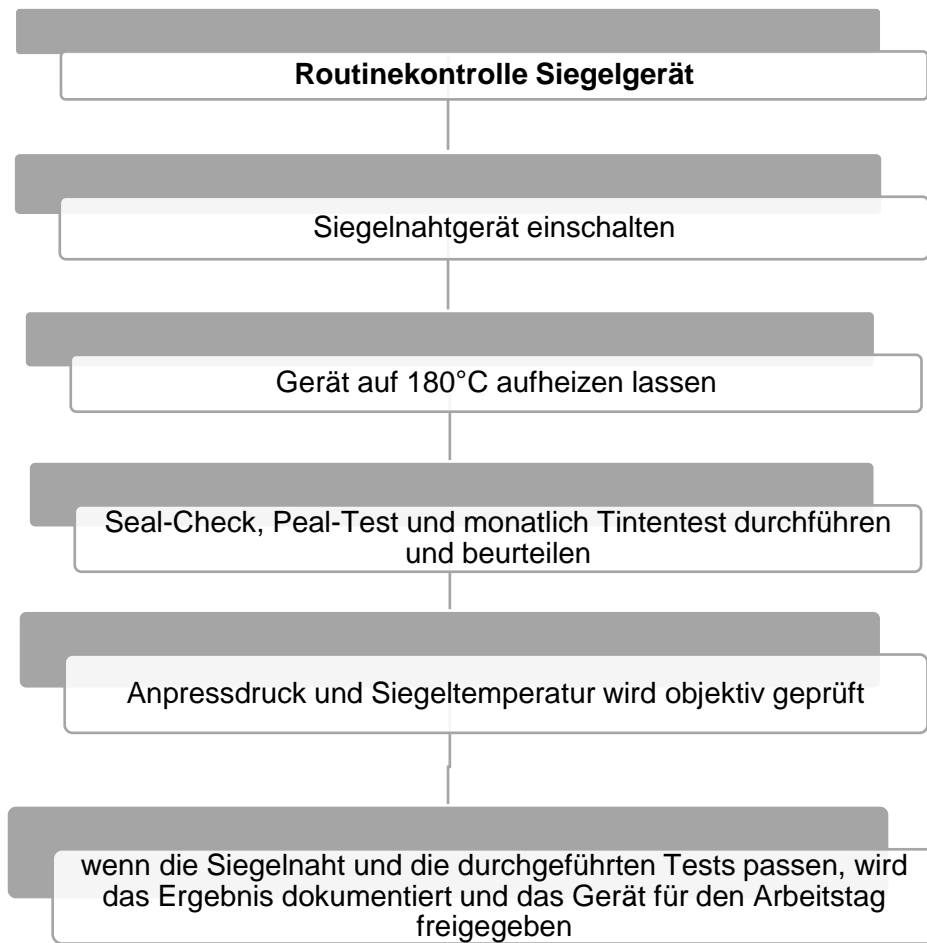 Routinekontrolle Siegelgerät
Siegelnahtgerät einschalten
Gerät auf 180°C aufheizen lassen
Seal-Check, Peal-Test und monatlich Tintentest durchführen
und beurteilen
Anpressdruck und Siegeltemperatur wird objektiv geprüft
wenn die Siegelnaht und die durchgeführten Tests passen, wird
das Ergebnis dokumentiert und das Gerät für den Arbeitstag
freigegeben